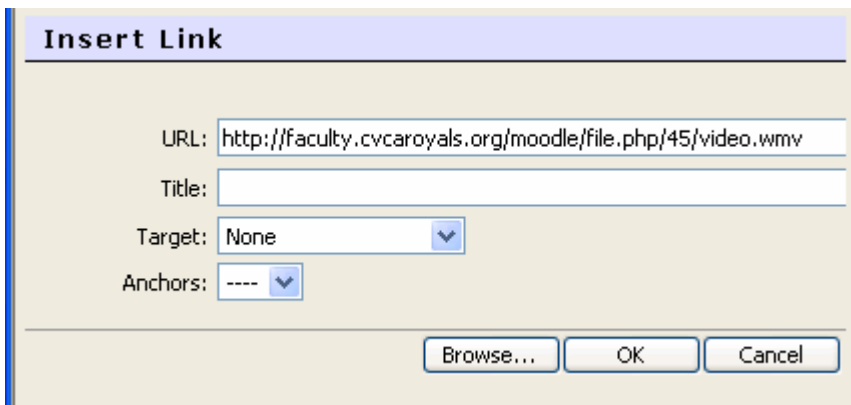 Insert Link
URL: http://faculty.cvcaroyals.org/moodle/file.php/45/video.wmv
Title:
Target: None
Anchors: ----
Browse... OK Cancel